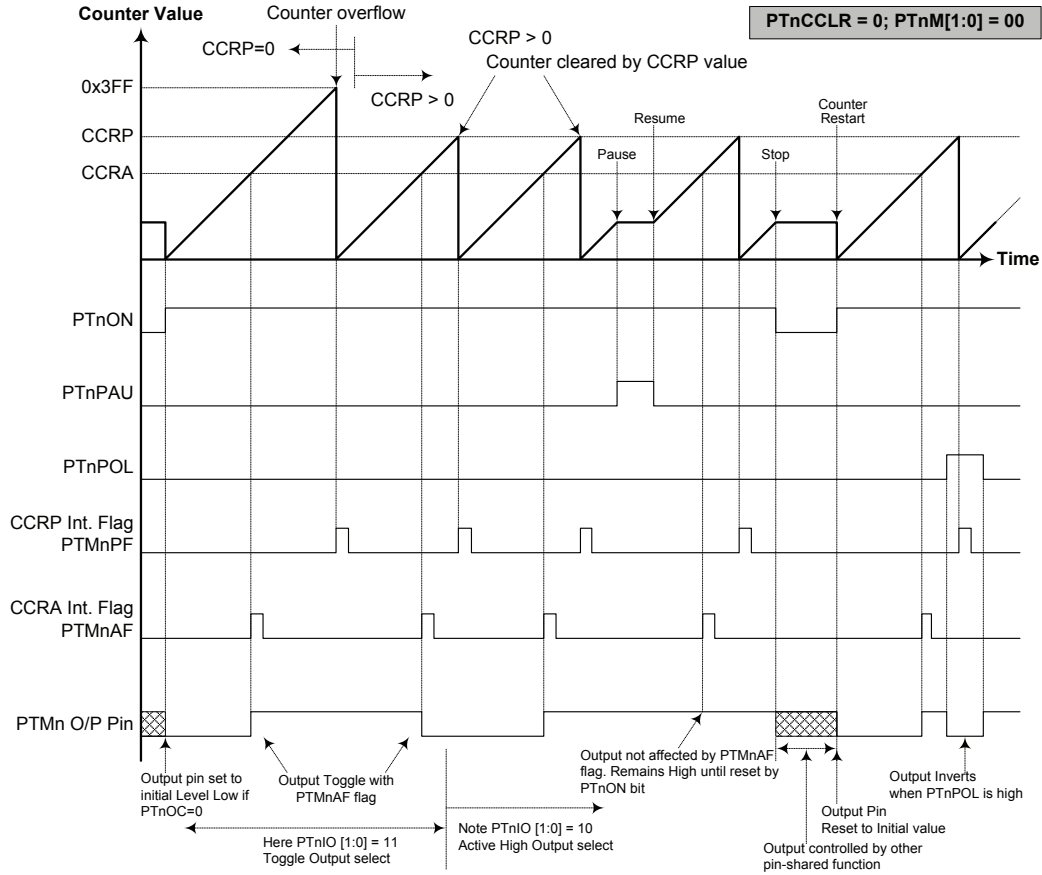 Counter Value
Counter overflow
PTnCCLR = 0; PTnM[1:0] = 00
CCRP=0
CCRP > 0
CCRP > 0
Counter cleared by CCRP value
0x3FF
CCRP
CCRA
Pause
Resume
Stop
Counter
Restart
Time
PTnON
PTnPAU
PTnPOL
CCRP Int. Flag
PTMnPF
CCRA Int. Flag
PTMnAF
PTMn O/P Pin
Output pin set to
initial Level Low if
PTnOC=0
Output Toggle with
PTMnAF flag
Output not affected by PTMnAF
flag. Remains High until reset by
PTnON bit
Output Inverts
when PTnPOL is high
Output Pin
Reset to Initial value
Here PTnIO [1:0] = 11
Toggle Output select
Note PTnIO [1:0] = 10
Active High Output select
Output controlled by other
pin-shared function